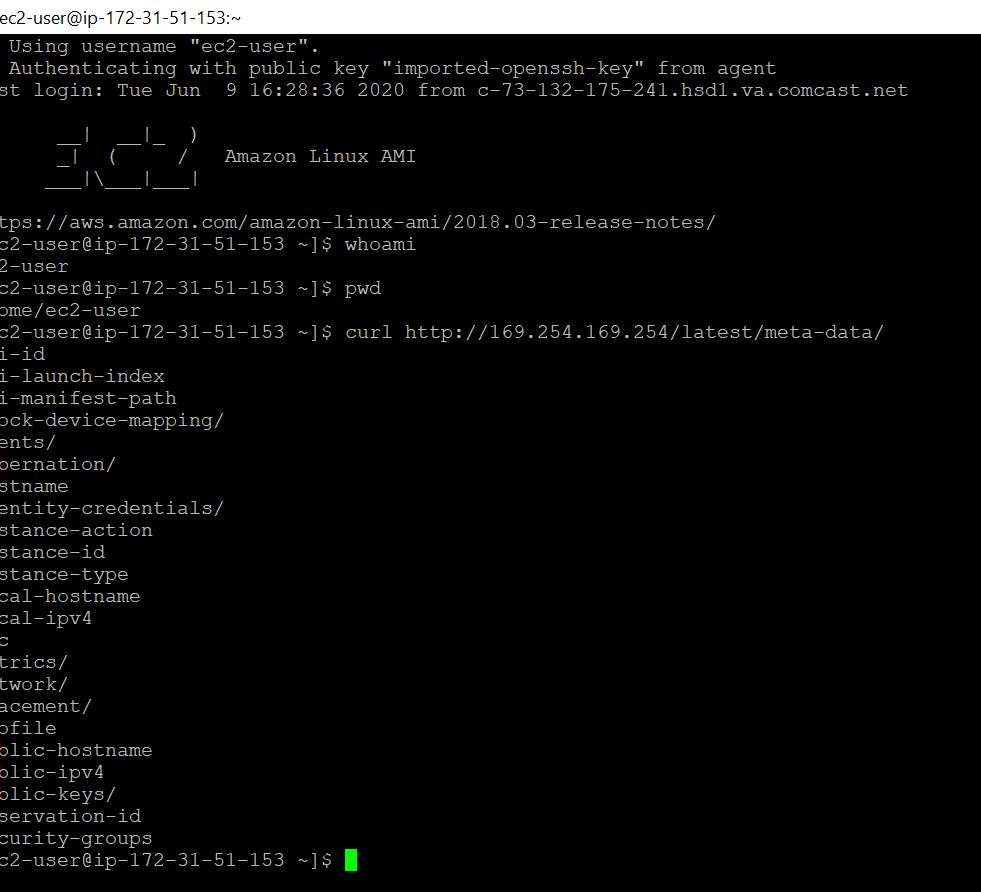 ec2-user@ip-172-31-51-153:~
Using username "ec2-user".
Authenticating with public key "imported-openssh-key" from agent
st login: Tue Jun  9 16:28:36 2020 from c-73-132-175-241.hsd1.va.comcast.net
__|  __|_  )
_|  (     /   Amazon Linux AMI
___|\___|___|
tps://aws.amazon.com/amazon-linux-ami/2018.03-release-notes/
c2-user@ip-172-31-51-153 ~]$ whoami
2-user
c2-user@ip-172-31-51-153 ~]$ pwd
ome/ec2-user
c2-user@ip-172-31-51-153 ~]$ curl http://169.254.169.254/latest/meta-data/
i-id
i-launch-index
i-manifest-path
ock-device-mapping/
ents/
bernation/
stname
entity-credentials/
stance-action
stance-id
stance-type
cal-hostname
cal-ipv4
c
trics/
twork/
acement/
ofile
blic-hostname
blic-ipv4
blic-keys/
servation-id
curity-groups
c2-user@ip-172-31-51-153 ~]$